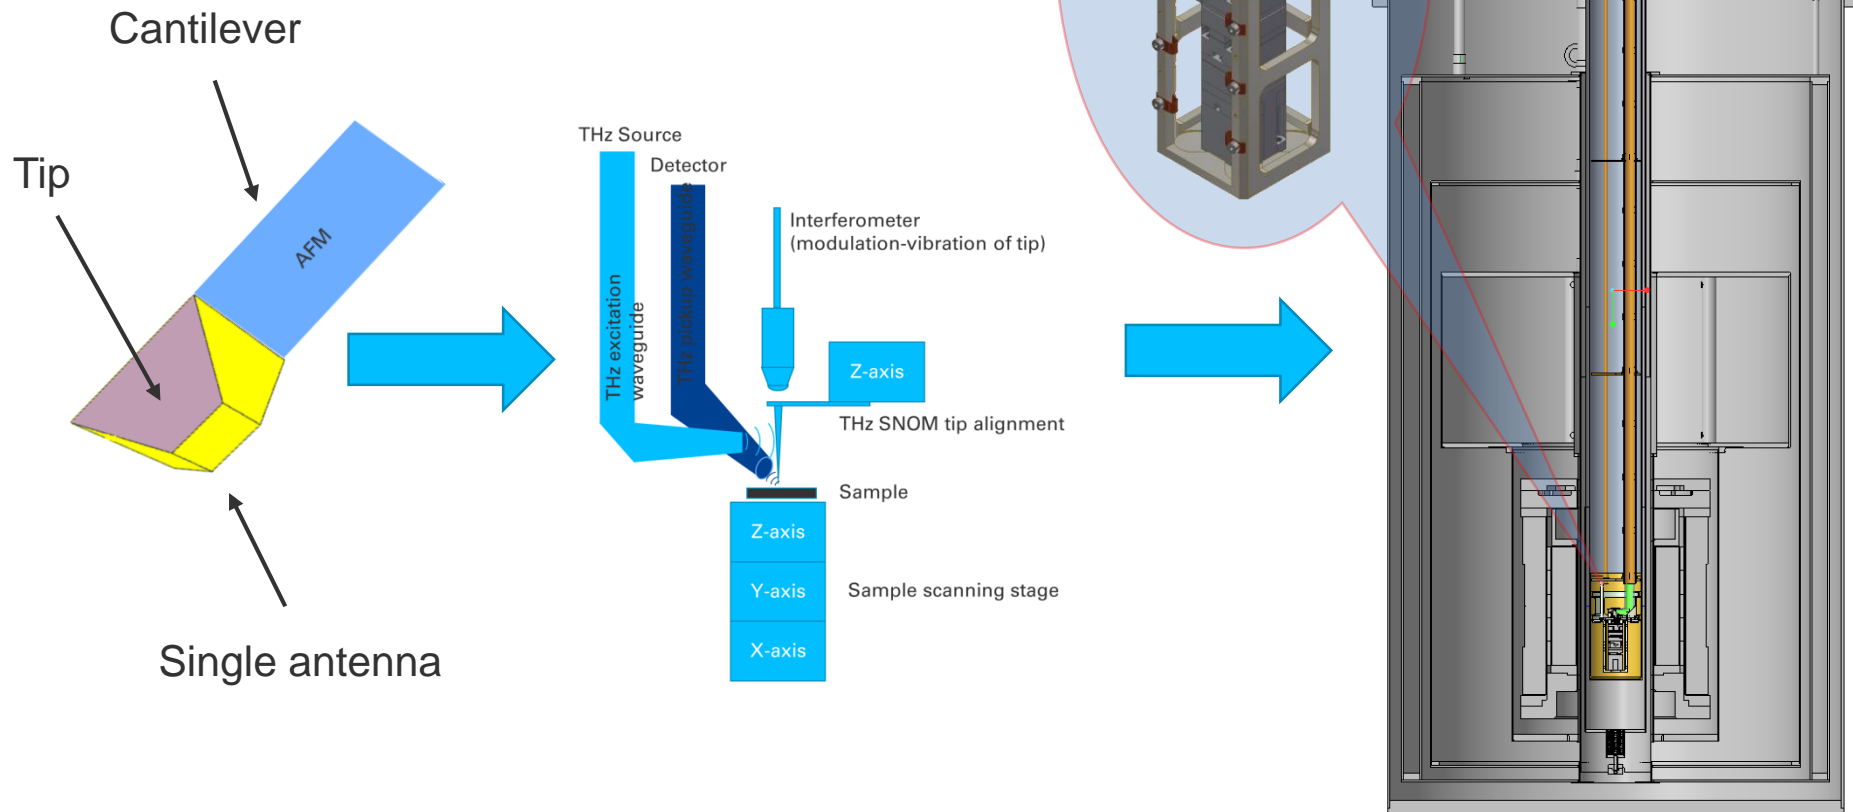 Cantilever
Tip
AFM
Single antenna
THz Source
Detector
THz excitation
waveguide
THz pickup waveguide
Interferometer
(modulation-vibration of tip)
Z-axis
THz SNOM tip alignment
Sample
Z-axis
Y-axis
Sample scanning stage
X-axis